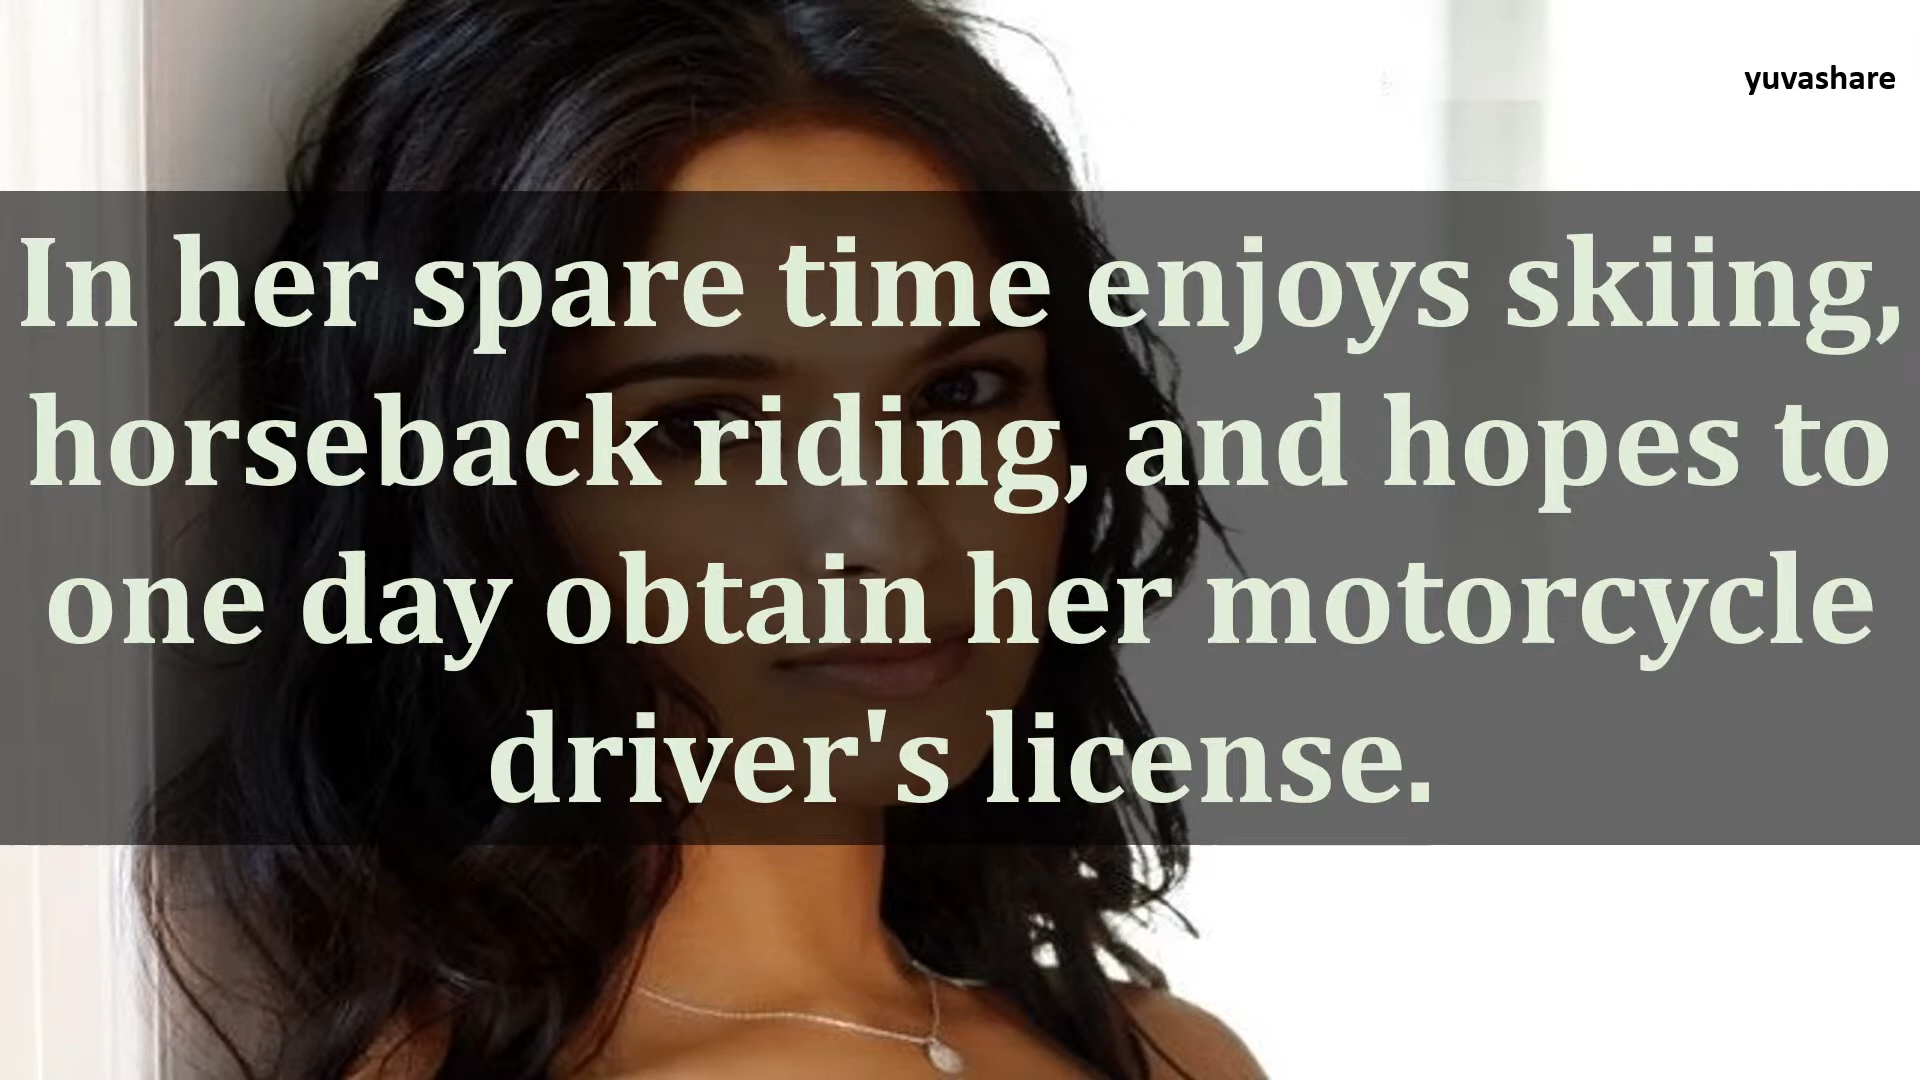 yuvashare
In her spare time enjoys skiing,
horseback riding, and hopes to
one day obtain her motorcycle
driver's license.